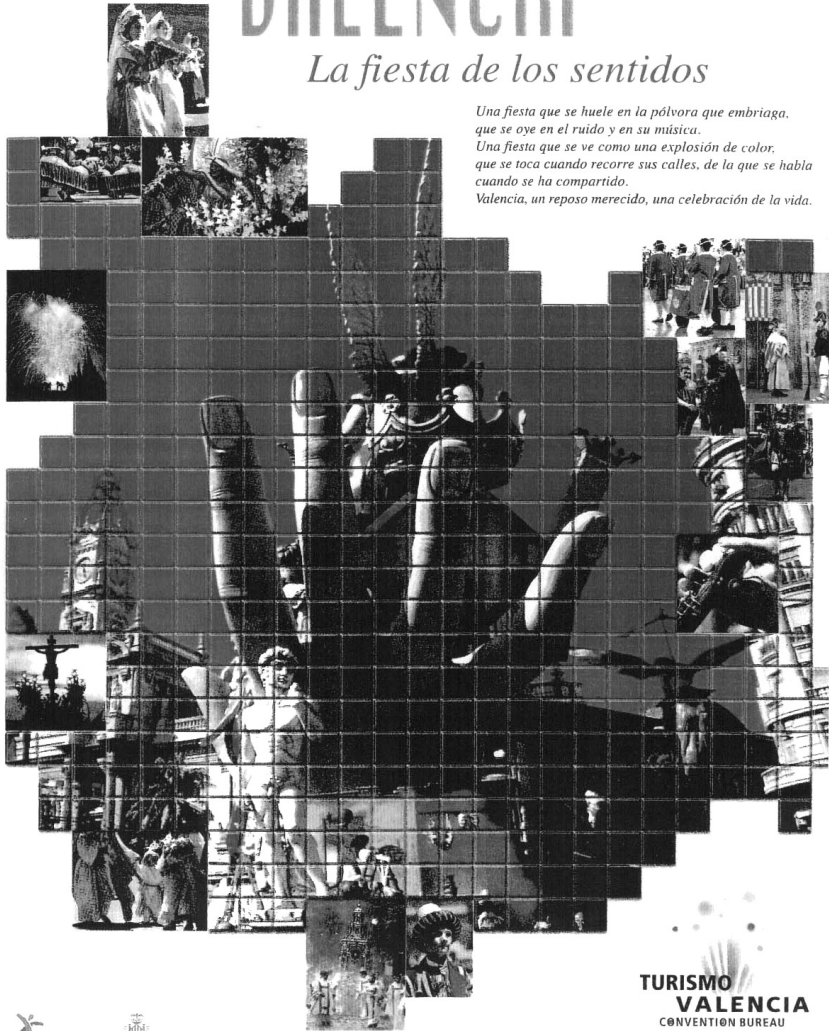 VALENCIA
La fiesta de los sentidos
Una fiesta que se huele en la pólvora que embriaga,
que se oye en el ruido y en su música.
Una fiesta que se ve como una explosión de color,
que se toca cuando recorre sus calles, de la que se habla
cuando se ha compartido.
Valencia, un reposo merecido, una celebración de la vida.
TURISMO
VALENCIA
CONVENTION BUREAU